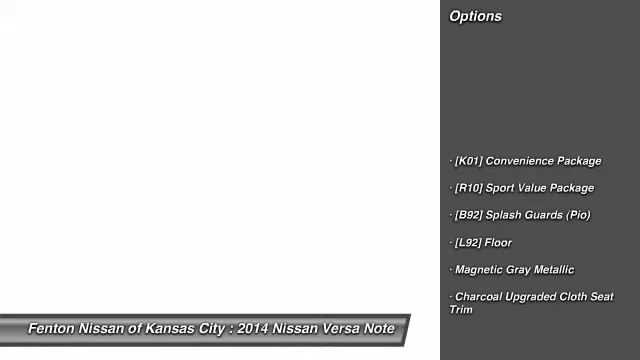 Options
· [K01] Convenience Package
· [R10] Sport Value Package
· [B92] Splash Guards (Pio)
· [L92] Floor
· Magnetic Gray Metallic
· Charcoal Upgraded Cloth Seat
Trim
Fenton Nissan of Kansas City : 2014 Nissan Versa Note